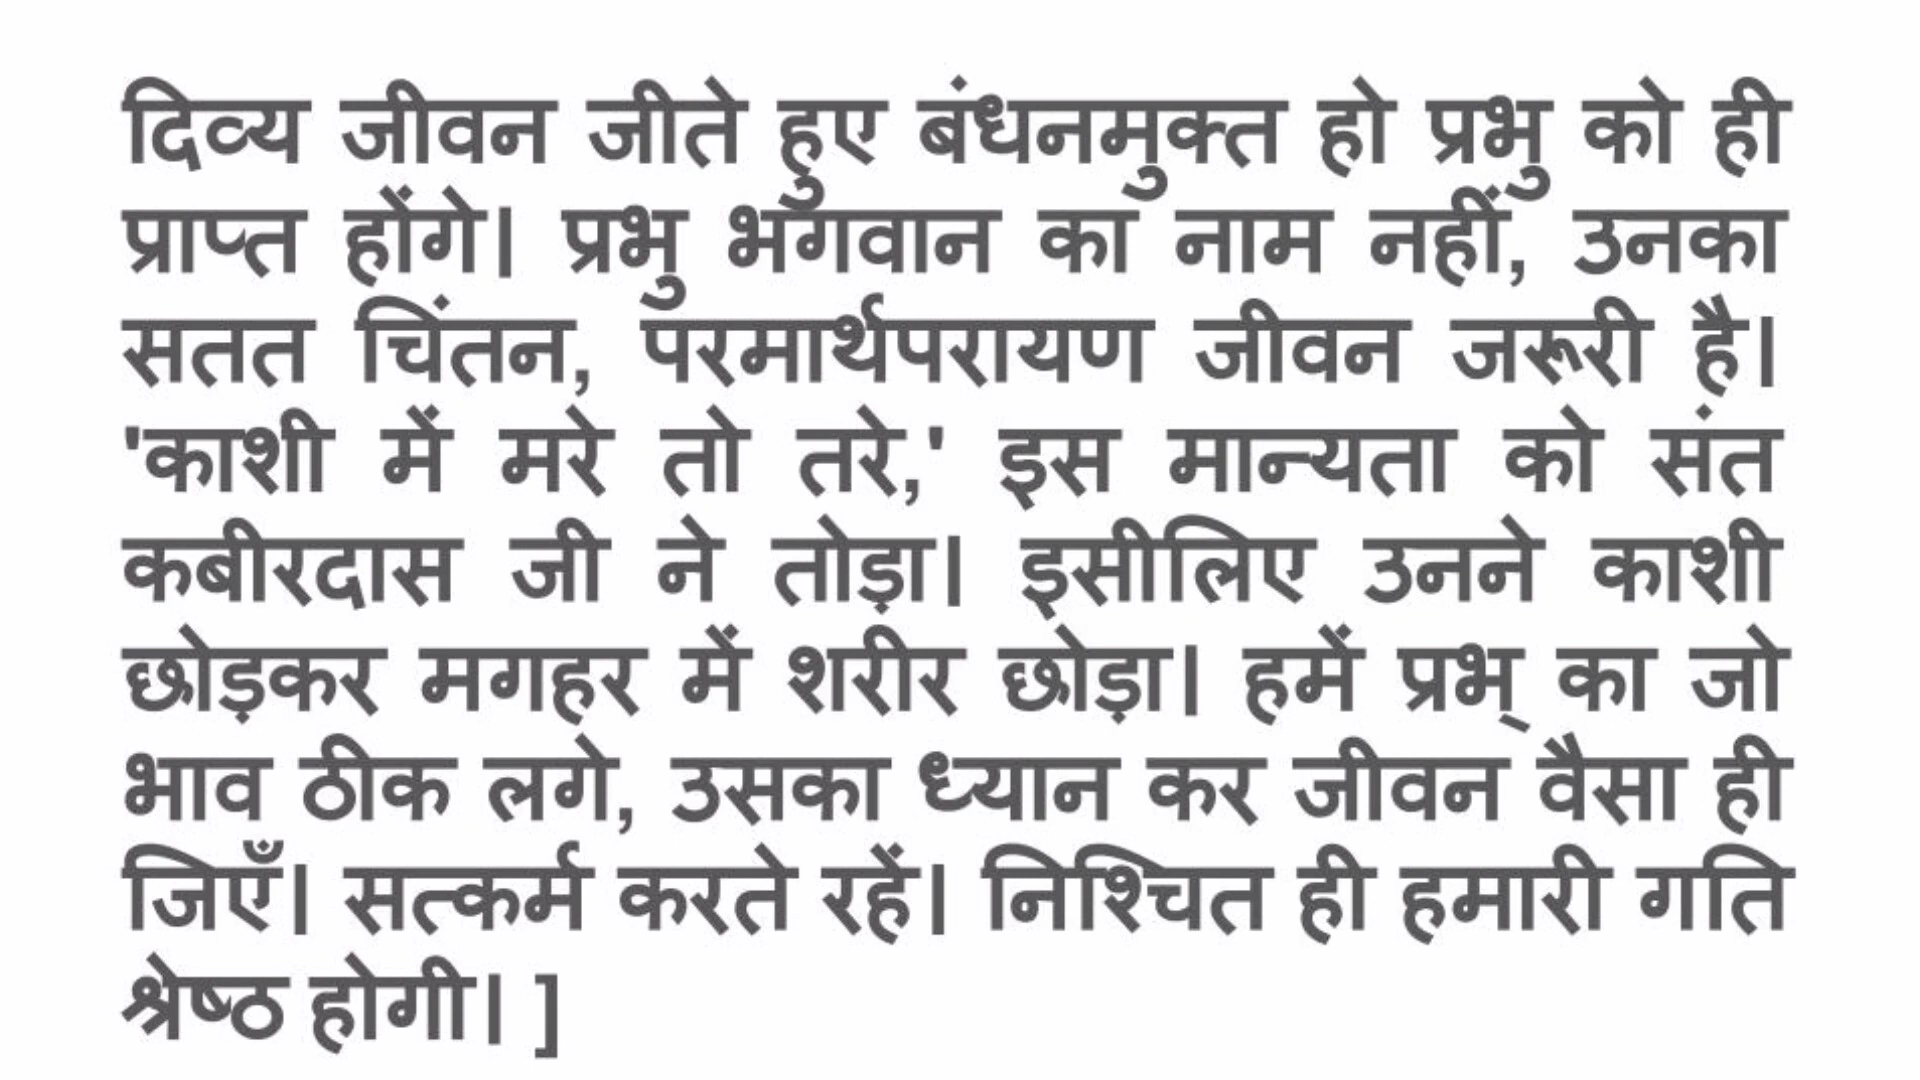 दिव्य जीवन जीते हुए बंधनमुक्त हो प्रभु को ही
प्राप्त होंगे। प्रभु भगवान का नाम नहीं, उनका
सतत चिंतन, परमार्थपरायण जीवन जरूरी है।
'काशी में मरे तो तरे,' इस मान्यता को संत
कबीरदास जी ने तोड़ा। इसीलिए उनने काशी
छोड़कर मगहर में शरीर छोड़ा। हमें प्रभ् का जो
भाव ठीक लगे, उसका ध्यान कर जीवन वैसा ही
जिएँ। सत्कर्म करते रहें। निश्चित ही हमारी गति
श्रेष्ठ होगी। ]